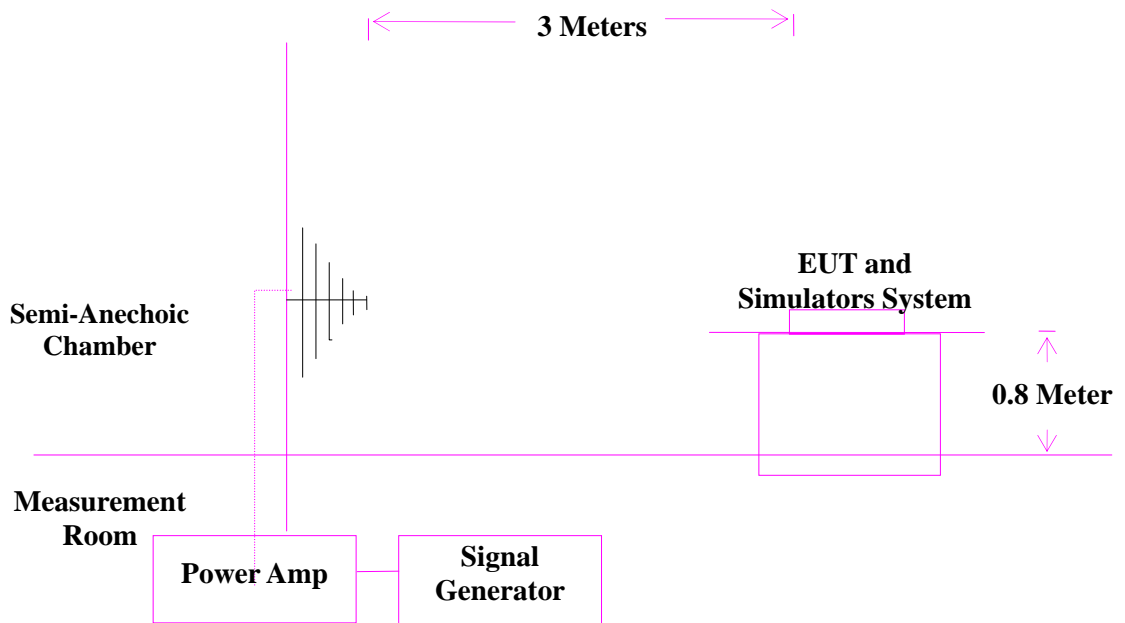 3 Meters
EUT and
Simulators System
Semi-Anechoic
Chamber
0.8 Meter
Measurement
Room
Power Amp
Signal
Generator